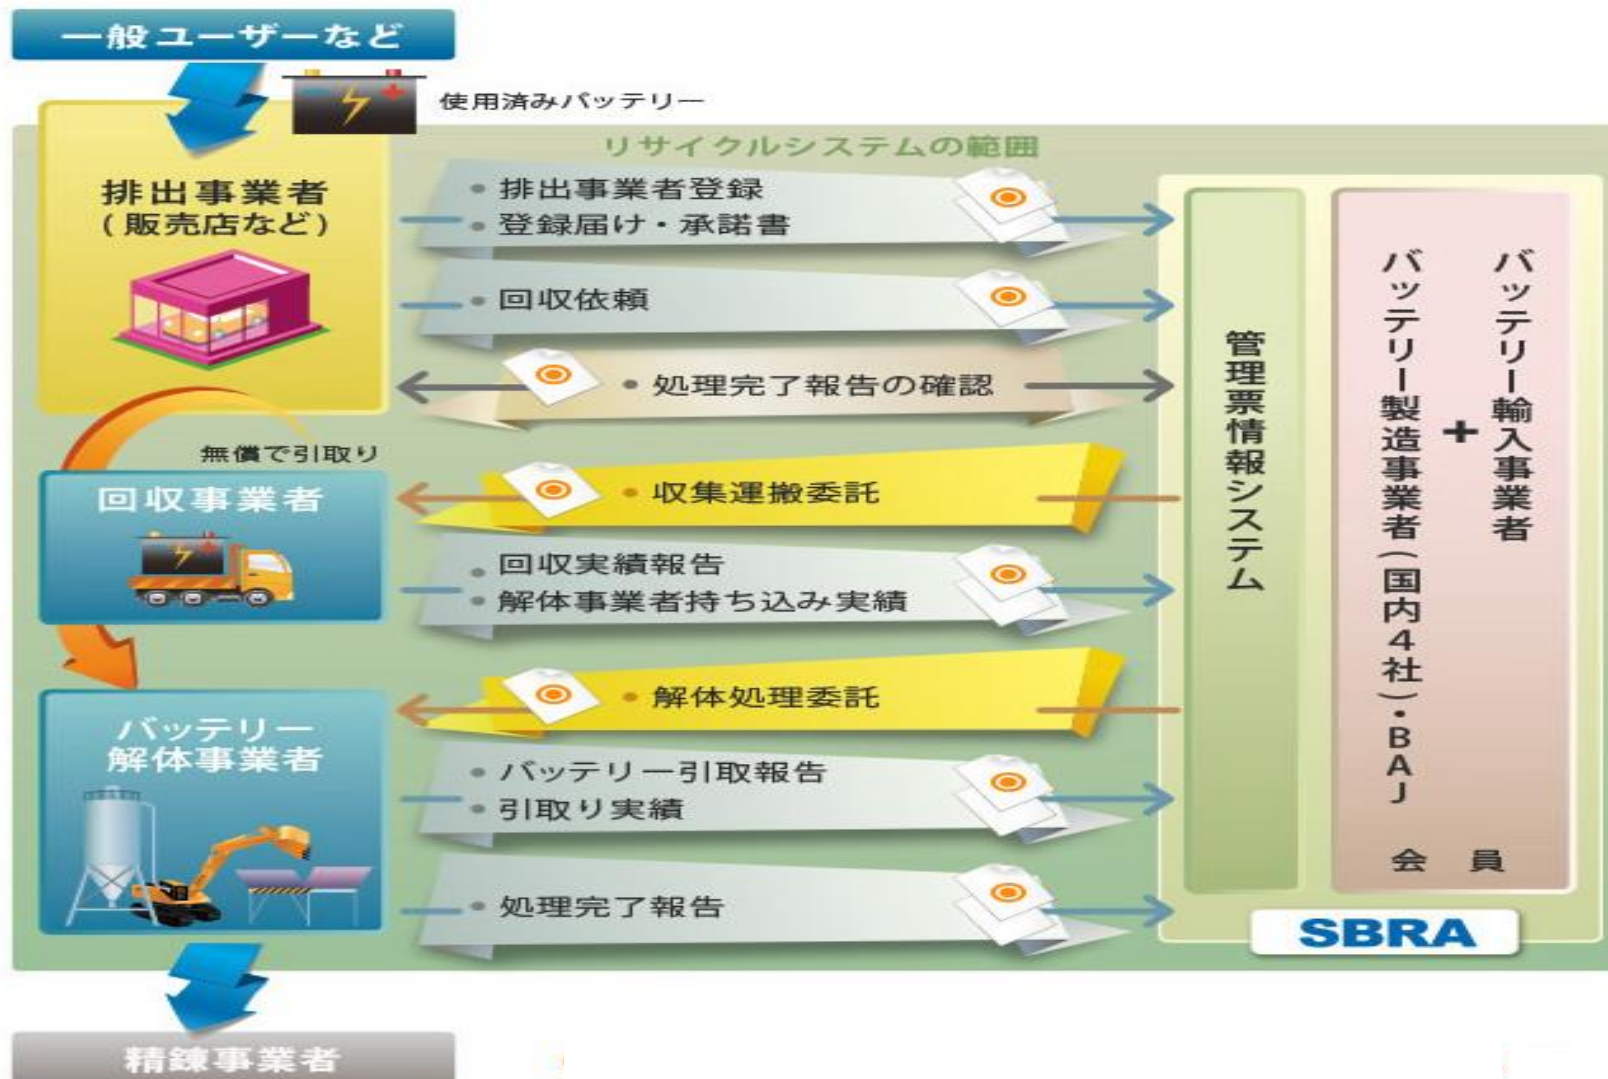 一般ユーザーなど
使用済みバッテリー
リサイクルシステムの範囲
排出事業者
(販売店など)
• 排出事業者登録
• 登録届け・承諾書
• 回収依頼
• 処理完了報告の確認
無償で引取り
回収事業者
• 収集運搬委託
• 回収実績報告
• 解体事業者持ち込み実績
バッテリー
解体事業者
• 解体処理委託
• バッテリー引取報告
• 引取り実績
• 処理完了報告
管理票情報システム
バッテリー輸入事業者
+
バッテリー製造事業者(国内4社)・BAJ
会 員
SBRA
精錬事業者